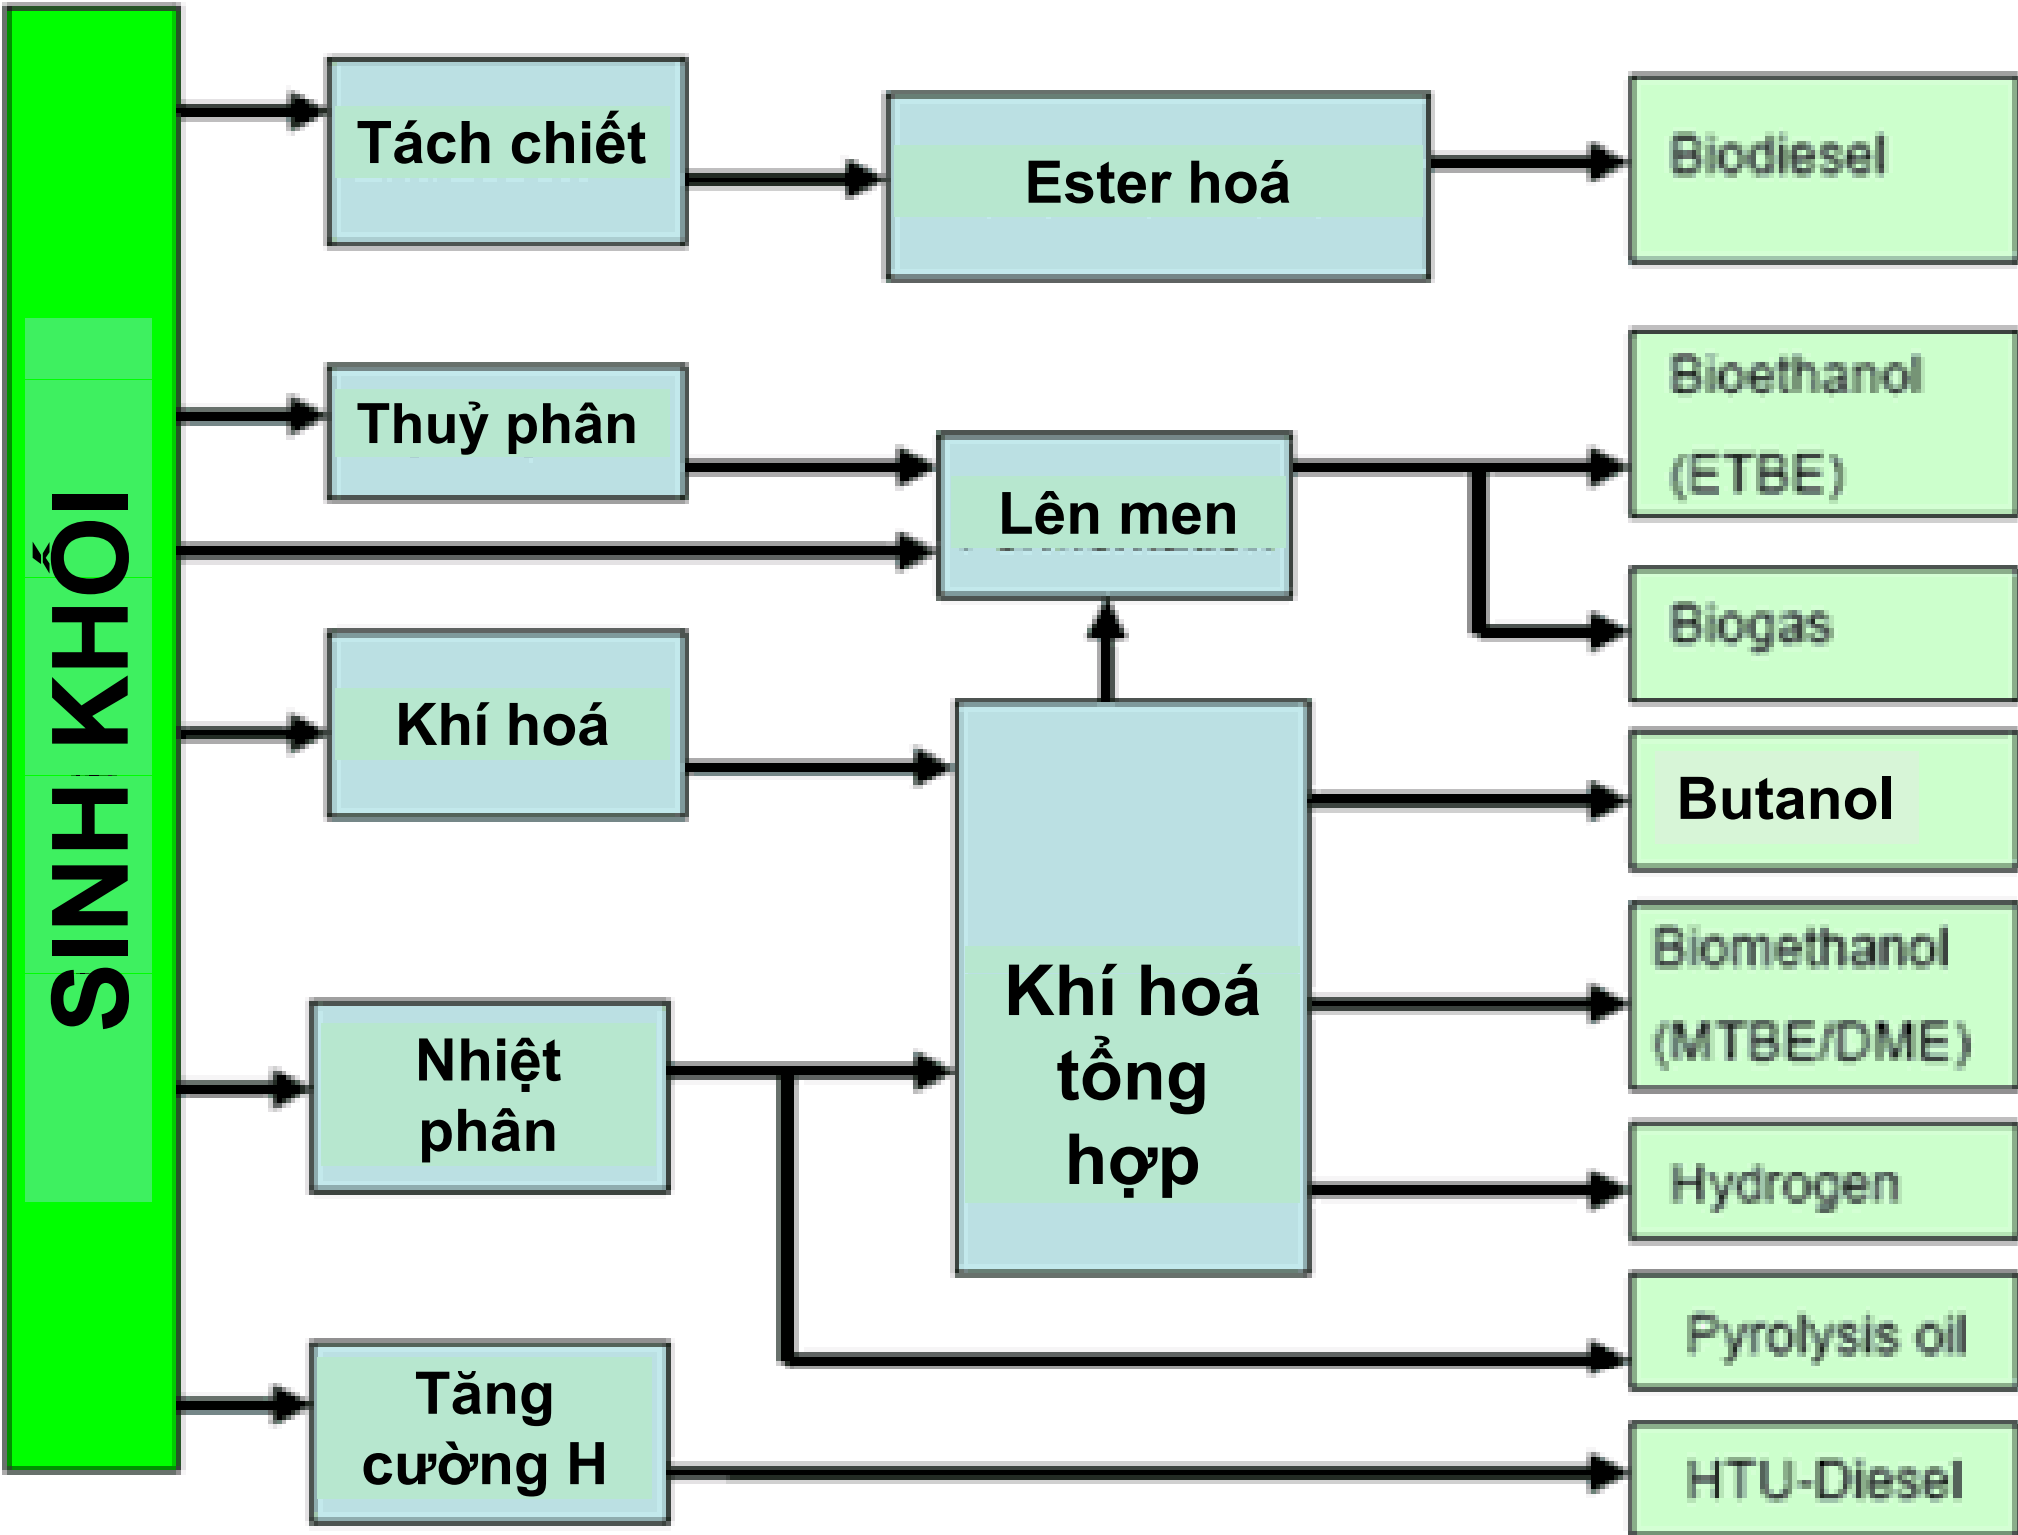 SINH KHỐI
Tách chiết
Ester hoá
Biodiesel
Thuỷ phân
Lên men
Bioethanol
(ETBE)
Biogas
Khí hoá
Butanol
Khí hoá
tổng
hợp
Biomethanol
(MTBE/DME)
Nhiệt
phân
Hydrogen
Pyrolysis oil
Tăng
cường H
HTU-Diesel